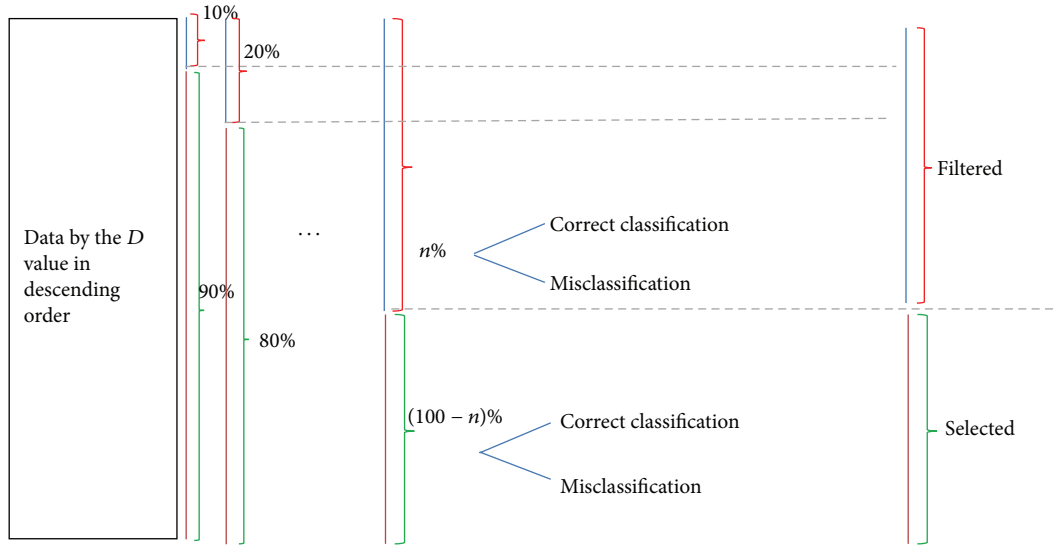 10%
20%
Filtered
Data by the D
value in
descending
order
...
Correct classification
n%
Misclassification
90%
80%
(100 − n)%
Correct classification
Selected
Misclassification